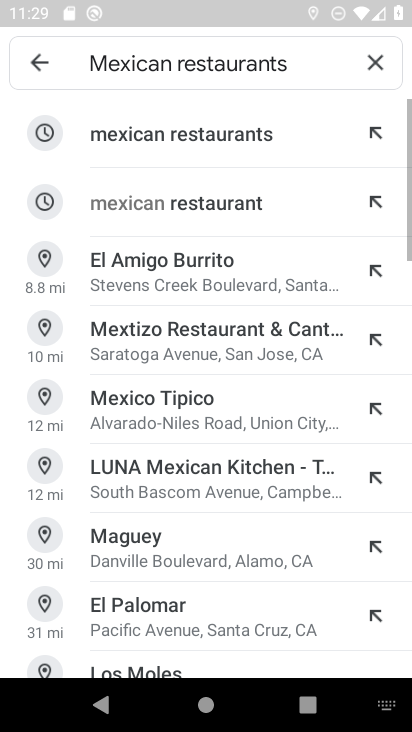 11:29
Mexican restaurants
mexican restaurants
mexican restaurant
El Amigo Burrito
8.8 mi
Stevens Creek Boulevard, Santa...
Mextizo Restaurant & Cant...
10 mi
Saratoga Avenue, San Jose, CA
Mexico Tipico
12 mi
Alvarado-Niles Road, Union City,...
LUNA Mexican Kitchen - T...
12 mi
South Bascom Avenue, Campbe...
Maguey
30 mi
Danville Boulevard, Alamo, CA
El Palomar
31 mi
Pacific Avenue, Santa Cruz, CA
Los Moles